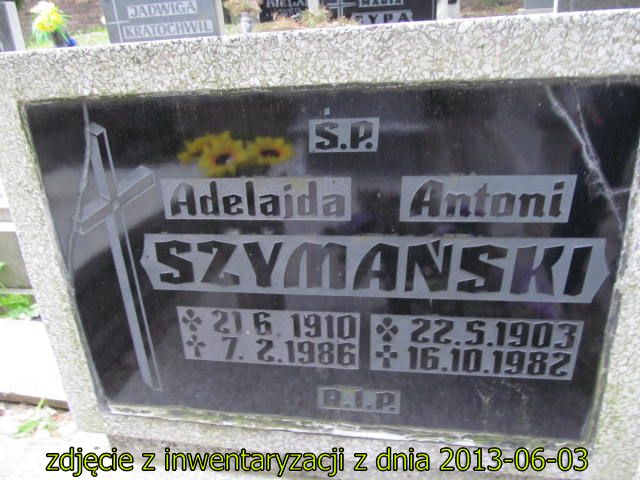 JADWIGA
KRATOCHWIL
Ś.P.
Adelajda Antoni
SZYMAŃSKI
21.6.1910 22.5.1903
7.2.1986 16.10.1982
R.I.P.
zdjęcie z inwentaryzacji z dnia 2013-06-03